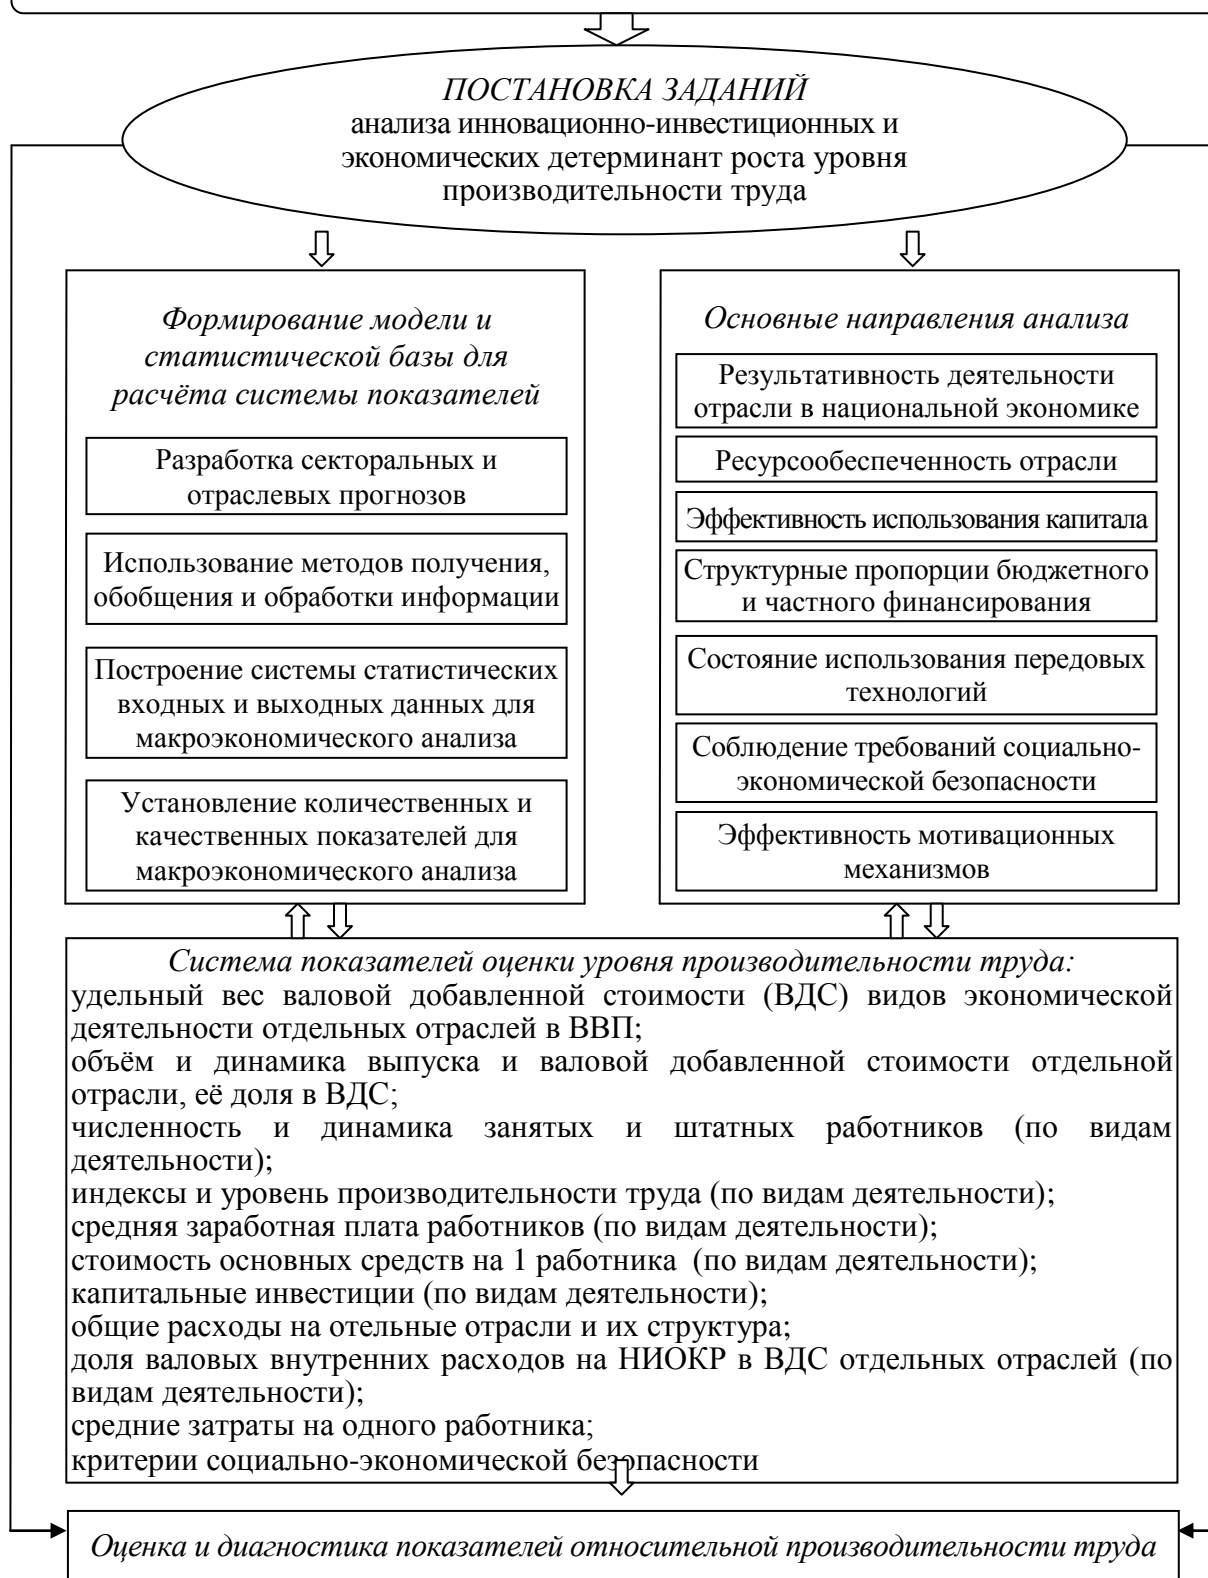 ПОСТАНОВКА ЗАДАНИЙ
анализа инновационно-инвестиционных и
экономических детерминант роста уровня
производительности труда
Формирование модели и
статистической базы для
расчёта системы показателей
Разработка секторальных и
отраслевых прогнозов
Использование методов получения,
обобщения и обработки информации
Построение системы статистических
входных и выходных данных для
макроэкономического анализа
Установление количественных и
качественных показателей для
макроэкономического анализа
Основные направления анализа
Результативность деятельности
отрасли в национальной экономике
Ресурсообеспеченность отрасли
Эффективность использования капитала
Структурные пропорции бюджетного
и частного финансирования
Состояние использования передовых
технологий
Соблюдение требований социально-
экономической безопасности
Эффективность мотивационных
механизмов
Система показателей оценки уровня производительности труда:
удельный вес валовой добавленной стоимости (ВДС) видов экономической
деятельности отдельных отраслей в ВВП;
объём и динамика выпуска и валовой добавленной стоимости отдельной
отрасли, её доля в ВДС;
численность и динамика занятых и штатных работников (по видам
деятельности);
индексы и уровень производительности труда (по видам деятельности);
средняя заработная плата работников (по видам деятельности);
стоимость основных средств на 1 работника (по видам деятельности);
капитальные инвестиции (по видам деятельности);
общие расходы на отельные отрасли и их структура;
доля валовых внутренних расходов на НИОКР в ВДС отдельных отраслей (по
видам деятельности);
средние затраты на одного работника;
критерии социально-экономической безопасности
Оценка и диагностика показателей относительной производительности труда